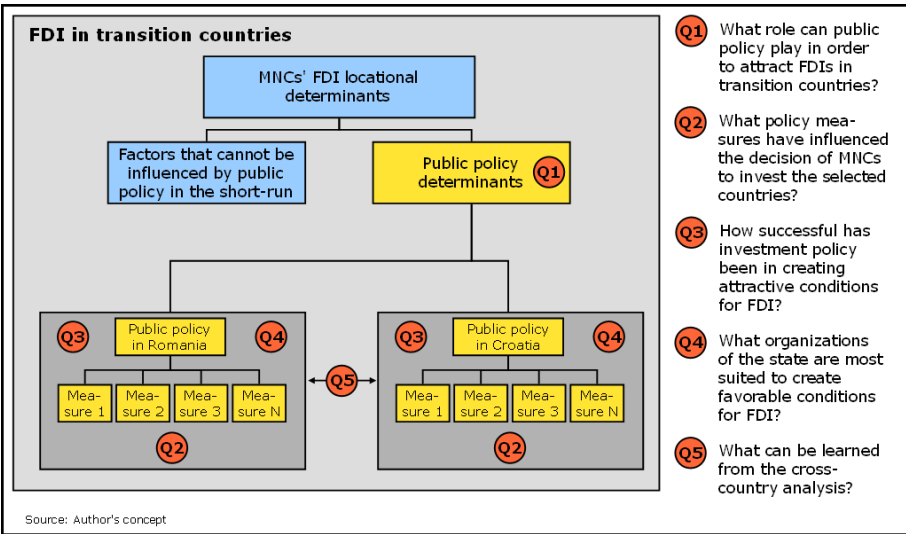 FDI in transition countries
MNCs' FDI locational
determinants
Factors that cannot be
influenced by public
policy in the short-run
Public policy
determinants
Q1
Q3
Public policy
in Romania
Q4
Mea-
sure 1
Mea-
sure 2
Mea-
sure 3
Mea-
sure N
Q2
Q5
Q3
Public policy
in Croatia
Q4
Mea-
sure 1
Mea-
sure 2
Mea-
sure 3
Mea-
sure N
Q2
Q1
What role can public
policy play in order
to attract FDIs in
transition countries?
Q2
What policy mea-
sures have influenced
the decision of MNCs
to invest the selected
countries?
Q3
How successful has
investment policy
been in creating
attractive conditions
for FDI?
Q4
What organizations
of the state are most
suited to create
favorable conditions
for FDI?
Q5
What can be learned
from the cross-
country analysis?
Source: Author's concept